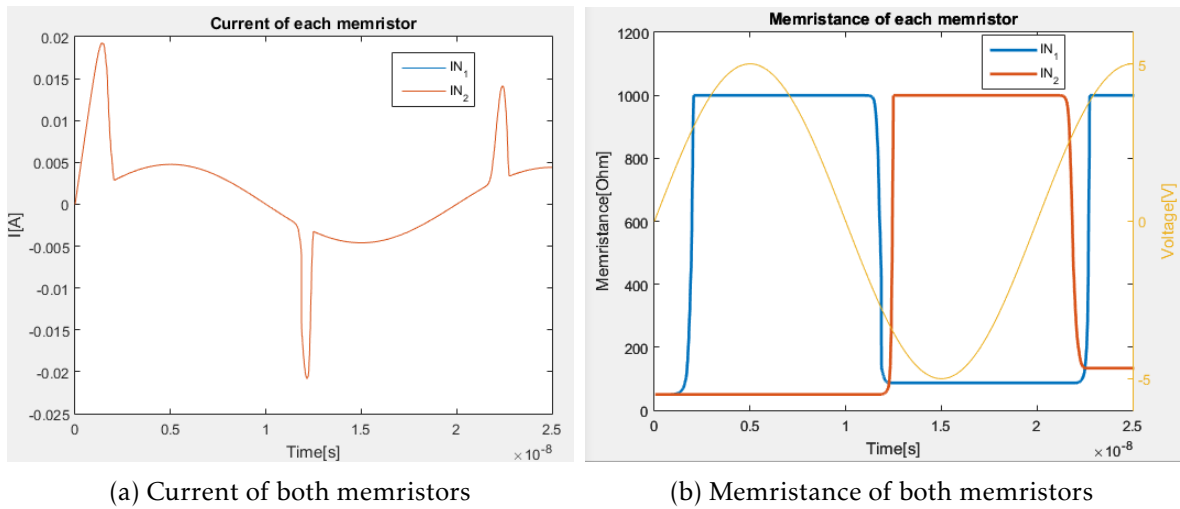 Current of each memristor
0.02
0.015
0.01
0.005
0
-0.005
-0.01
-0.015
-0.02
-0.025
I[A]
IN1
IN2
0
0.5
1
1.5
2
2.5
Time[s]
×10-8
(a) Current of both memristors
Memristance of each memristor
1200
1000
800
600
400
200
0
Memristance[Ohm]
IN1
IN2
5
0
-5
Voltage[V]
0
0.5
1
1.5
2
2.5
Time[s]
×10-8
(b) Memristance of both memristors